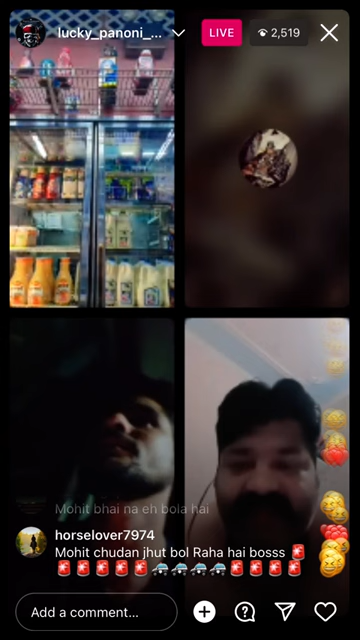 lucky_panoni_...
LIVE
2,519
Mohit bhai na eh bola hai
horselover7974
Mohit chudan jhut bol Raha hai bosss 🚨
🚨🚨🚨🚨🚨🚓🚓🚓🚓🚨🚨🚨🚨
Add a comment...